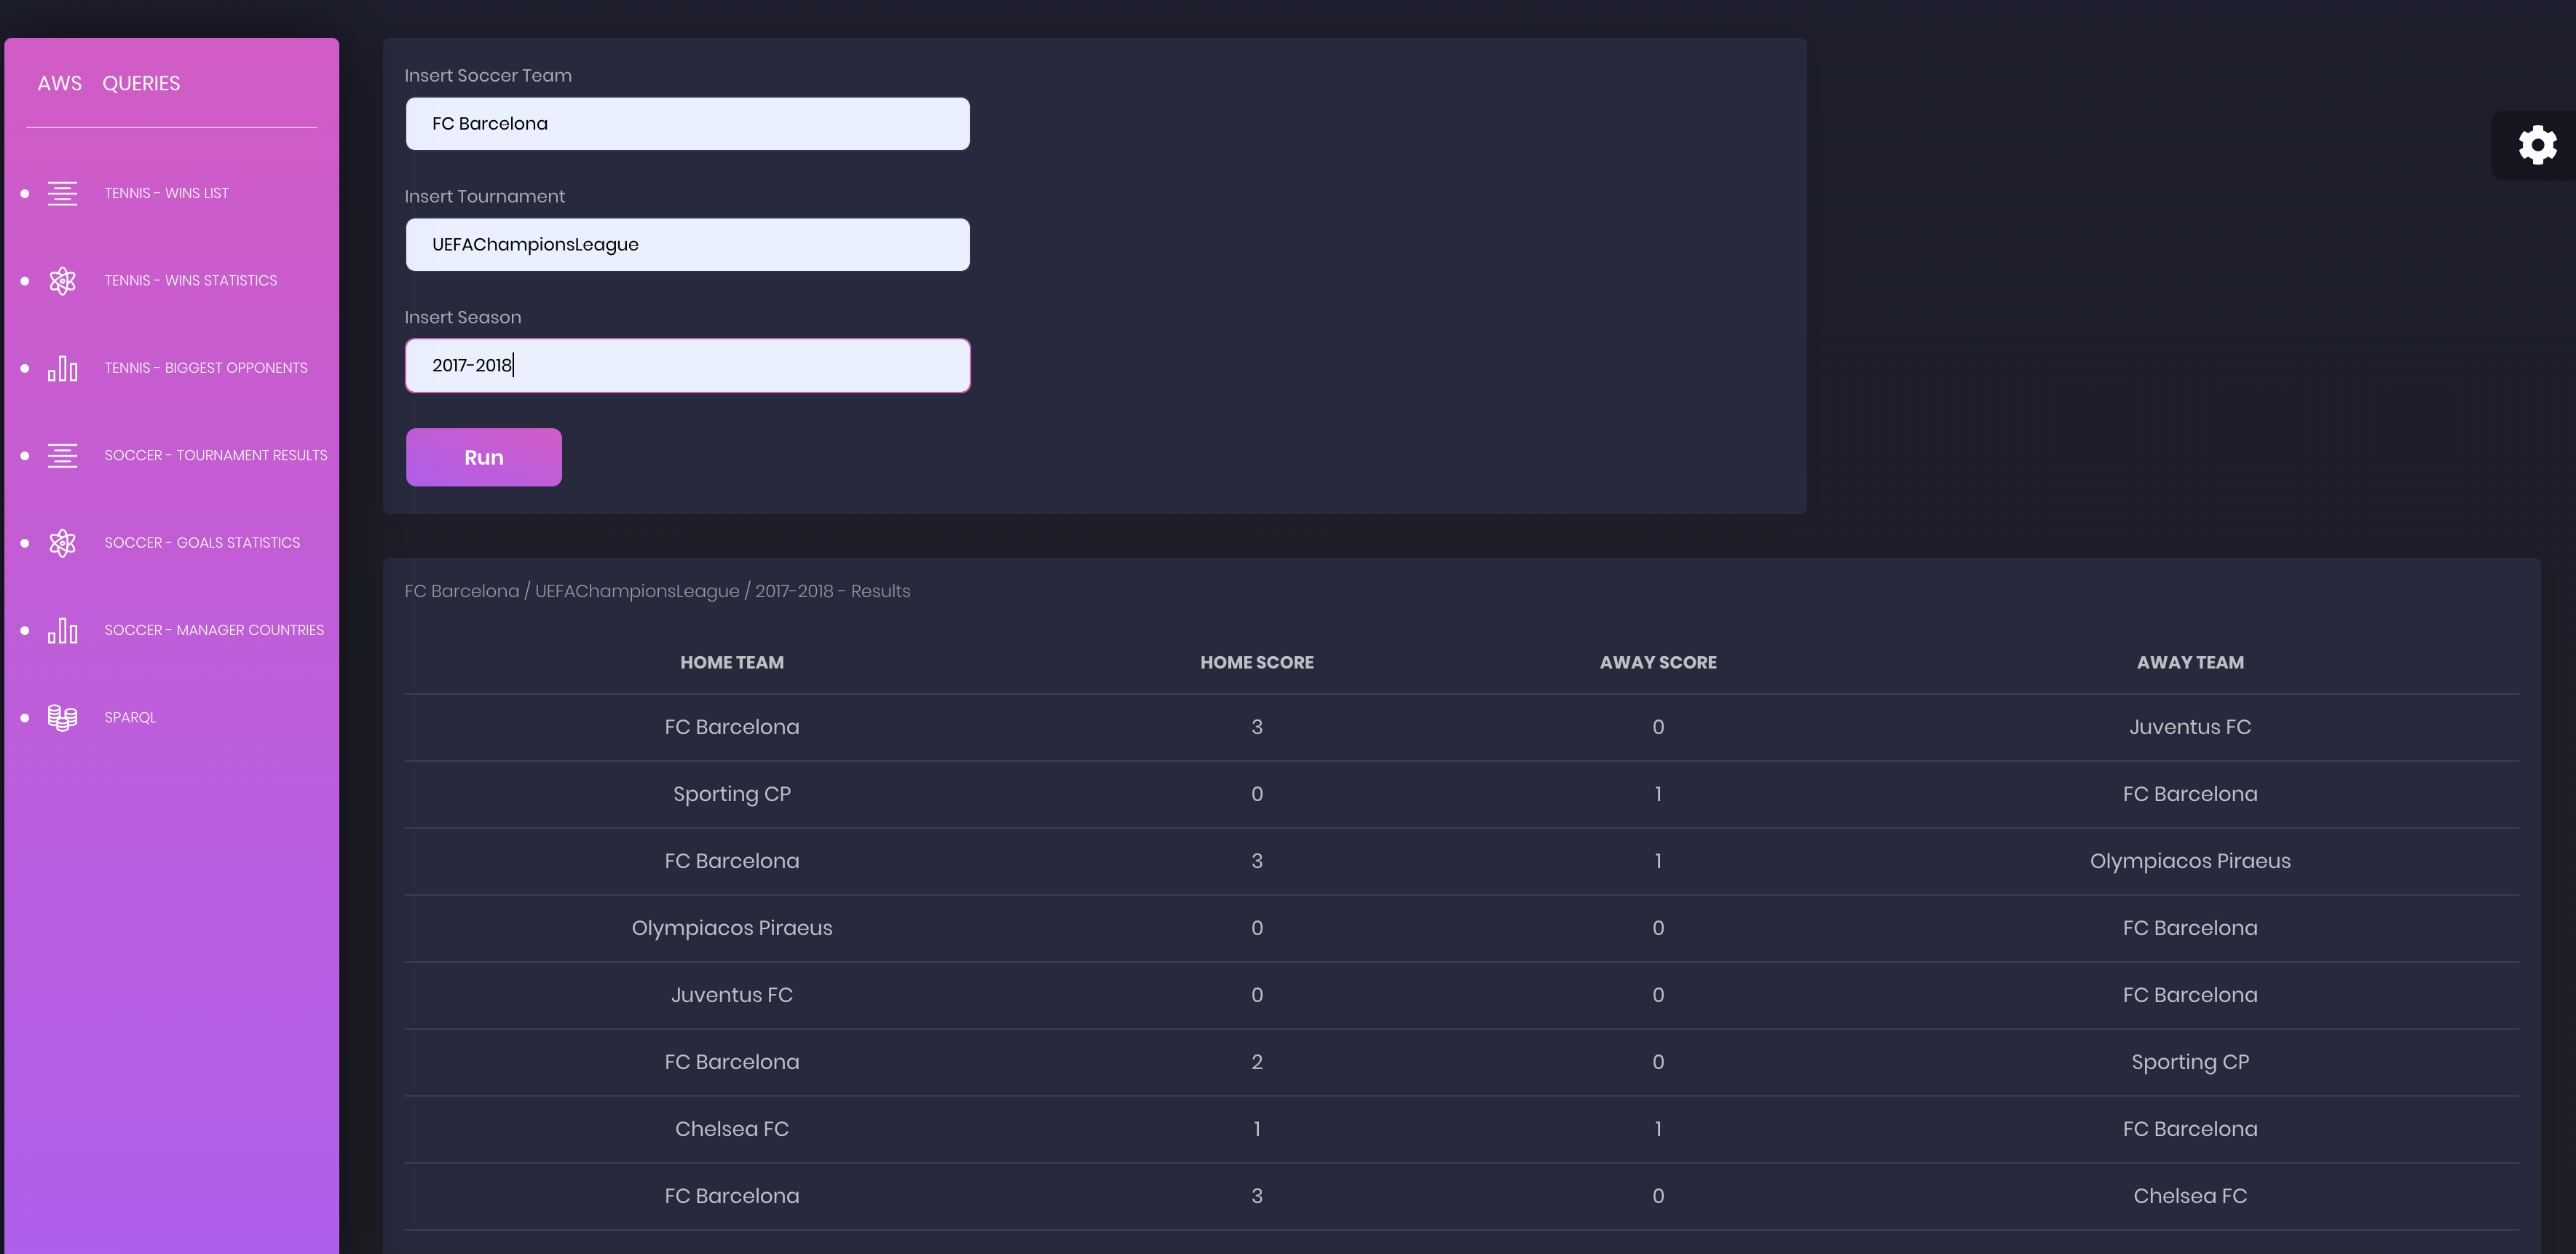 AWS QUERIES
TENNIS - WINS LIST
TENNIS - WINS STATISTICS
TENNIS - BIGGEST OPPONENTS
SOCCER - TOURNAMENT RESULTS
SOCCER - GOALS STATISTICS
SOCCER - MANAGER COUNTRIES
SPARQL
Insert Soccer Team
FC Barcelona
Insert Tournament
UEFAChampionsLeague
Insert Season
2017-2018
Run
FC Barcelona / UEFAChampionsLeague / 2017-2018 - Results
HOME TEAM HOME SCORE AWAY SCORE AWAY TEAM
FC Barcelona 3 0 Juventus FC
Sporting CP 0 1 FC Barcelona
FC Barcelona 3 1 Olympiacos Piraeus
Olympiacos Piraeus 0 0 FC Barcelona
Juventus FC 0 0 FC Barcelona
FC Barcelona 2 0 Sporting CP
Chelsea FC 1 1 FC Barcelona
FC Barcelona 3 0 Chelsea FC